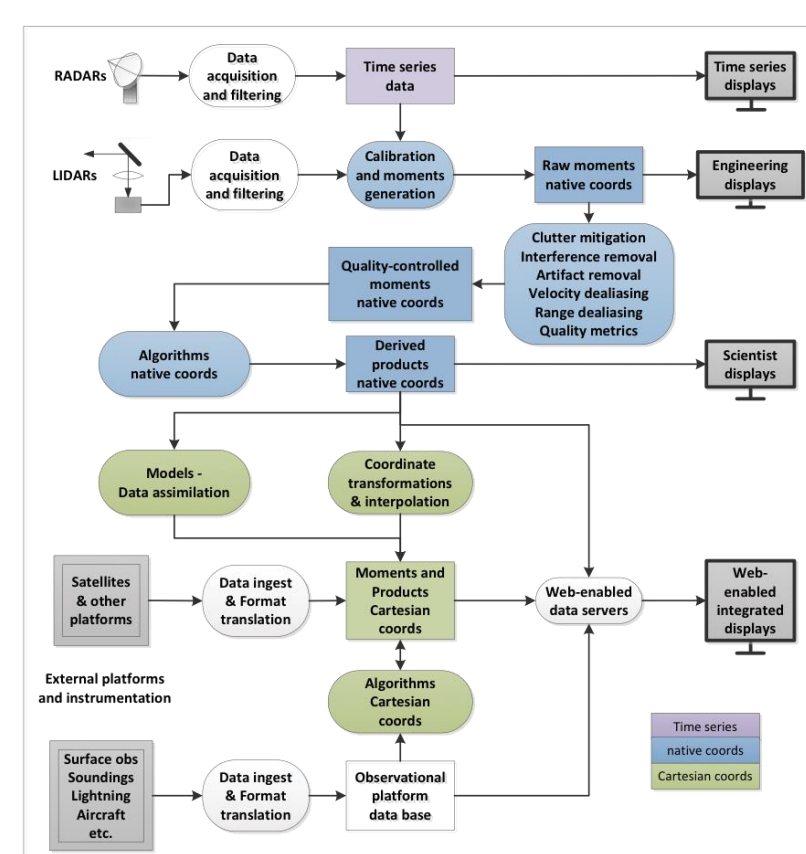 RADARs
Data
acquisition
and filtering
Time series
data
Time series
displays
LIDARs
Data
acquisition
and filtering
Calibration
and moments
generation
Raw moments
native coords
Engineering
displays
Clutter mitigation
Interference removal
Artifact removal
Velocity dealiasing
Range dealiasing
Quality metrics
Quality-controlled
moments
native coords
Algorithms
native coords
Derived
products
native coords
Scientist
displays
Models -
Data assimilation
Coordinate
transformations
& interpolation
Satellites
& other
platforms
Data ingest
& Format
translation
Moments and
Products
Cartesian
coords
Web-enabled
data servers
Web-
enabled
integrated
displays
External platforms
and instrumentation
Algorithms
Cartesian
coords
Time series
native coords
Cartesian coords
Surface obs
Soundings
Lightning
Aircraft
etc.
Data ingest
& Format
translation
Observational
platform
data base